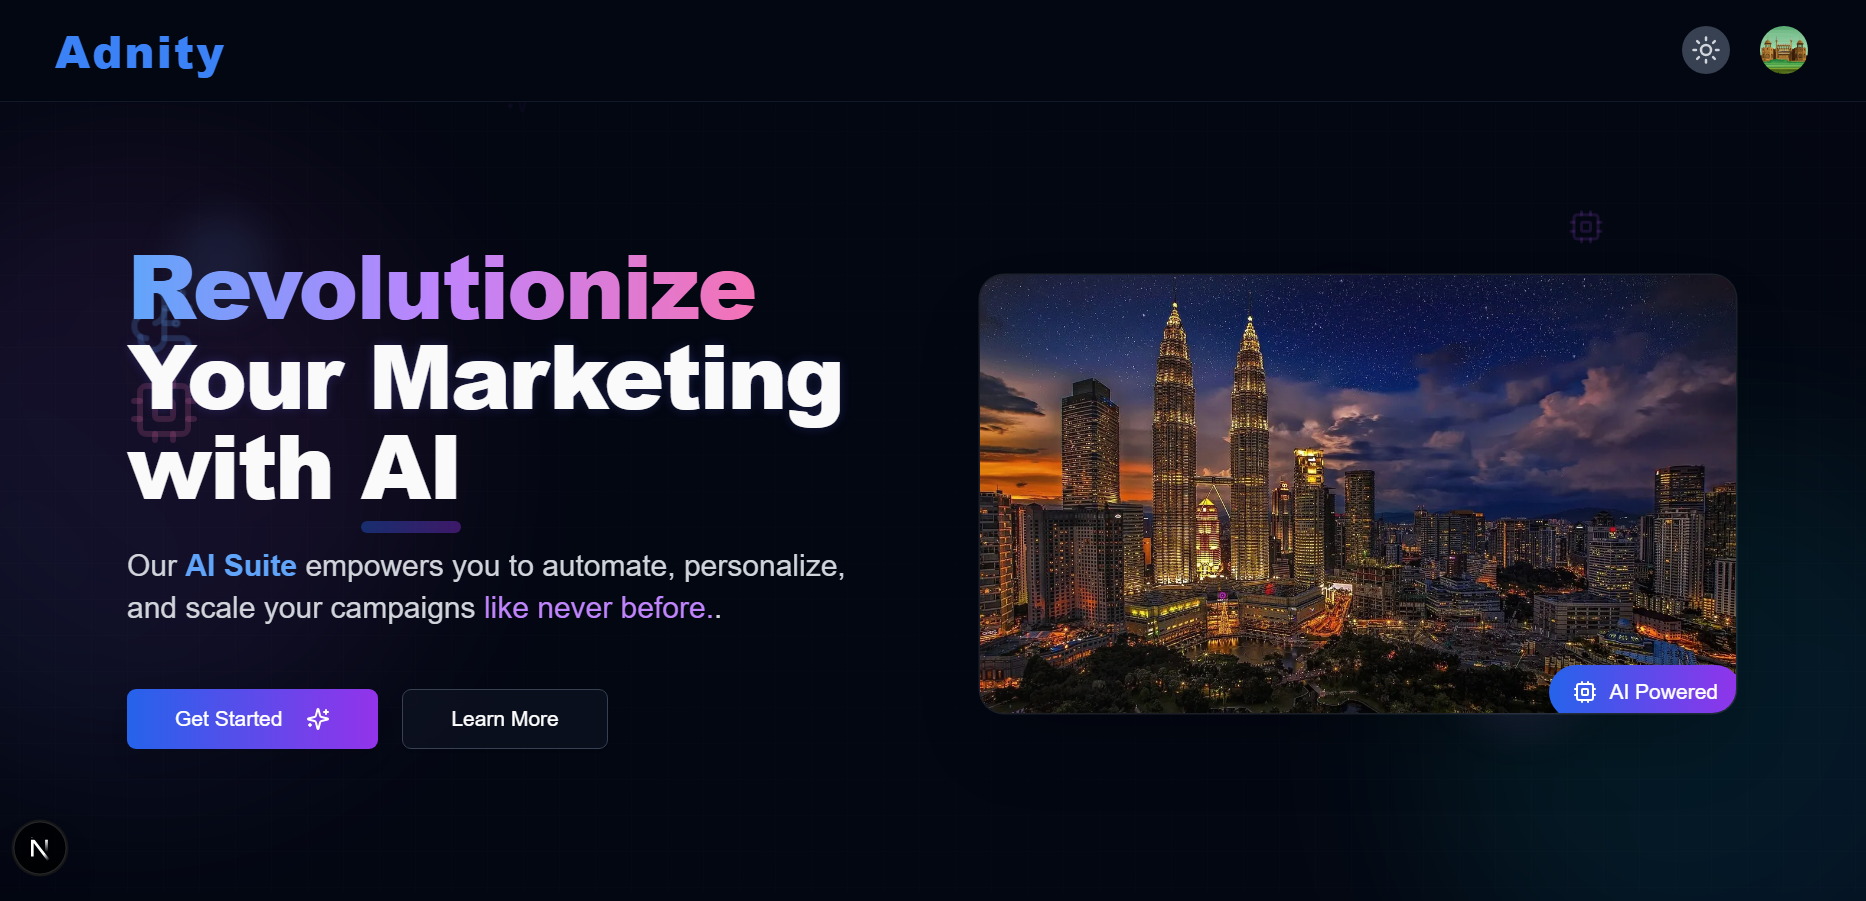 Adnity
Revolutionize
Your Marketing
with AI
Our AI Suite empowers you to automate, personalize,
and scale your campaigns like never before..
Get Started
Learn More
AI Powered
N